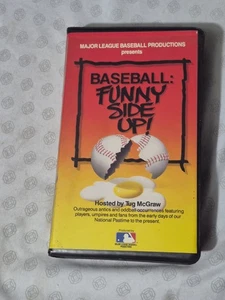 MAJOR LEAGUE BASEBALL PRODUCTIONS
presents
BASEBALL:
FUNNY
SIDE
UP!
Hosted by Tug McGraw
Outrageous antics and oddball occurrences featuring
players, umpires and fans from the early days of our
National Pastime to the present.